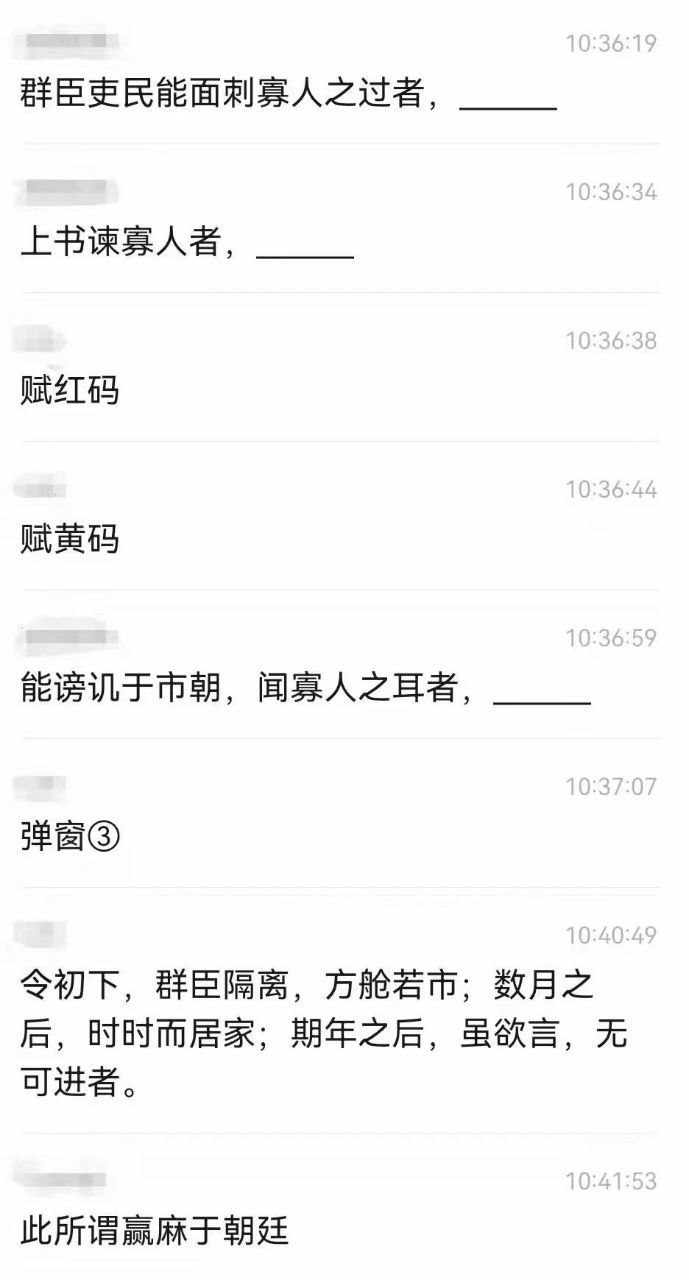 10:36:19
群臣吏民能面刺寡人之过者，______
10:36:34
上书谏寡人者，______
10:36:38
赋红码
10:36:44
赋黄码
10:36:59
能谤讥于市朝，闻寡人之耳者，______
10:37:07
弹窗③
10:40:49
令初下，群臣隔离，方舱若市；数月之
后，时时而居家；期年之后，虽欲言，无
可进者。
10:41:53
此所谓赢麻于朝廷